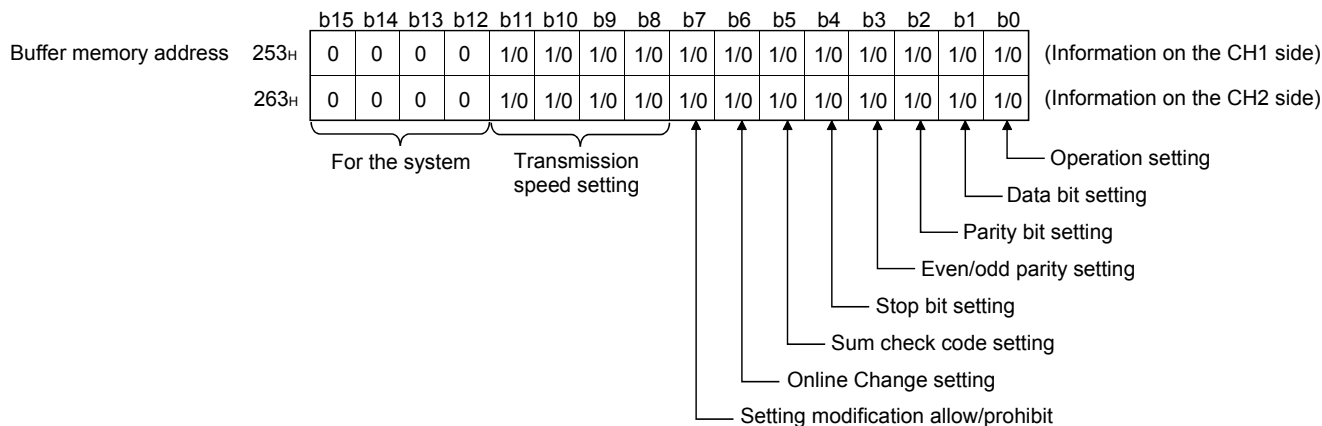 b15 b14 b13 b12 b11 b10 b9 b8 b7 b6 b5 b4 b3 b2 b1 b0
Buffer memory address 253H 0 0 0 0 1/0 1/0 1/0 1/0 1/0 1/0 1/0 1/0 1/0 1/0 1/0 1/0 (Information on the CH1 side)
263H 0 0 0 0 1/0 1/0 1/0 1/0 1/0 1/0 1/0 1/0 1/0 1/0 1/0 1/0 (Information on the CH2 side)
For the system
Transmission
speed setting
Operation setting
Data bit setting
Parity bit setting
Even/odd parity setting
Stop bit setting
Sum check code setting
Online Change setting
Setting modification allow/prohibit